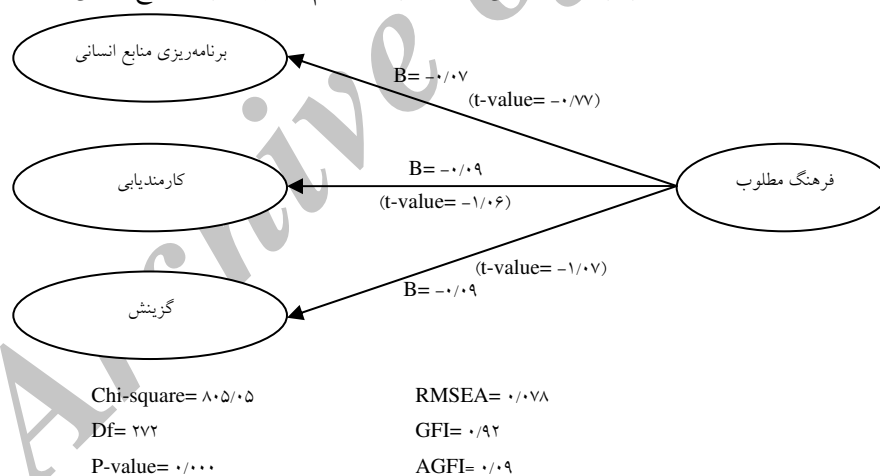 برنامه‌ریزی منابع انسانی
B= -۰/۰۷
(t-value= -۰/۷۷)
کارمندیابی
B= -۰/۰۹
(t-value= -۱/۰۶)
فرهنگ مطلوب
(t-value= -۱/۰۷)
B= -۰/۰۹
گزینش
Chi-square= ۸۰۵/۰۵
RMSEA= ۰/۰۷۸
Df= ۲۷۲
GFI= ۰/۹۲
P-value= ۰/۰۰۰
AGFI= ۰/۰۹
Archive